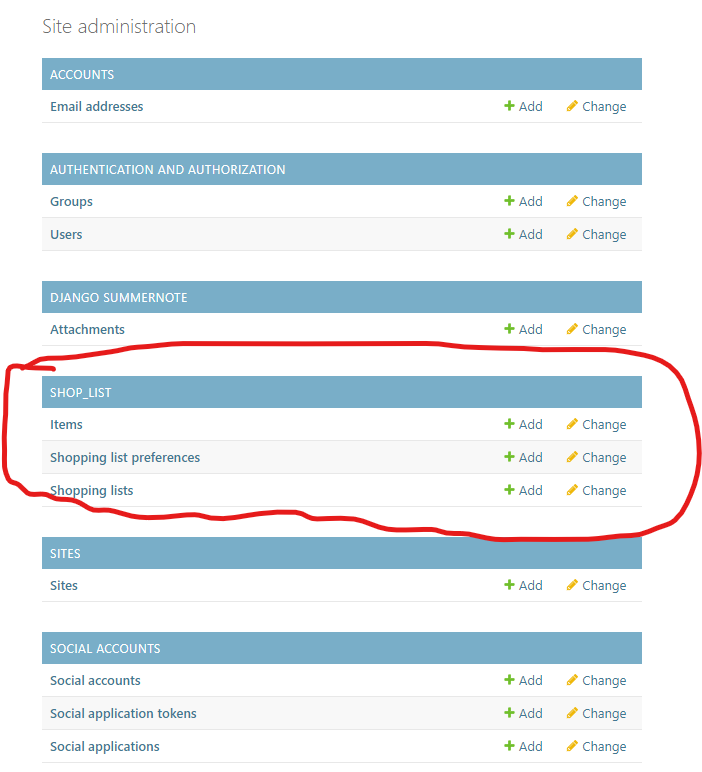 Site administration
ACCOUNTS
Email addresses Add Change
AUTHENTICATION AND AUTHORIZATION
Groups Add Change
Users Add Change
DJANGO SUMMERNOTE
Attachments Add Change
SHOP_LIST
Items Add Change
Shopping list preferences Add Change
Shopping lists Add Change
SITES
Sites Add Change
SOCIAL ACCOUNTS
Social accounts Add Change
Social application tokens Add Change
Social applications Add Change